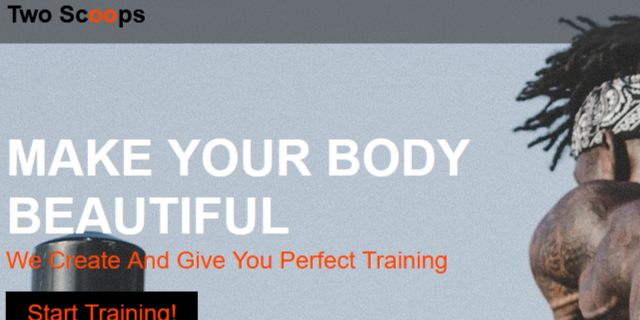 Two Scoops
MAKE YOUR BODY
BEAUTIFUL
We Create And Give You Perfect Training
Start Training!